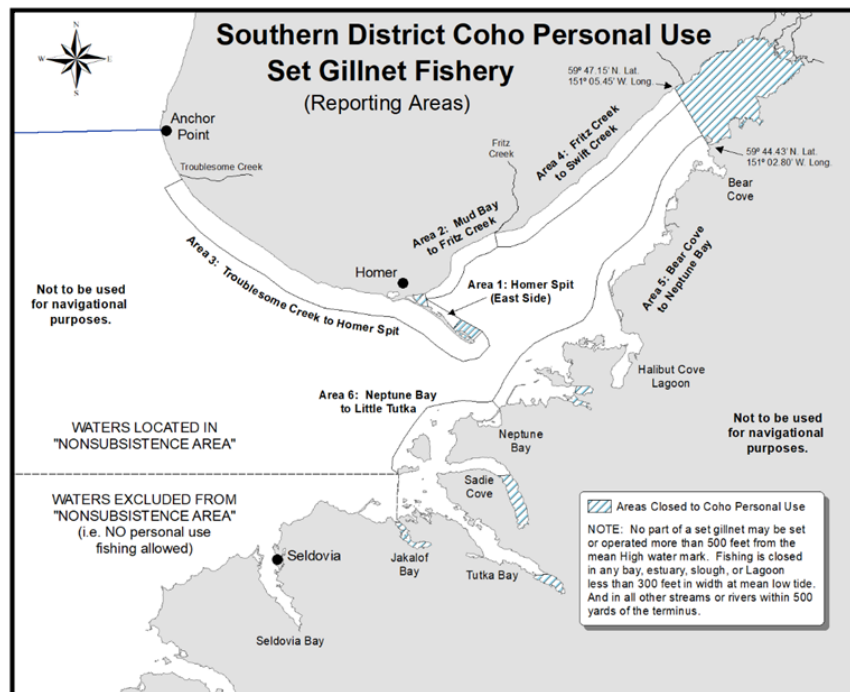 Southern District Coho Personal Use
Set Gillnet Fishery
(Reporting Areas)
N
W
E
S
59º 47.15' N. Lat.
151º 05.45' W. Long.
Anchor
Point
Troublesome Creek
Fritz
Creek
Area 4: Fritz Creek
to Swift Creek
59º 44.43' N. Lat.
151º 02.80' W. Long.
Bear
Cove
Area 2: Mud Bay
to Fritz Creek
Area 3: Troublesome Creek to Homer Spit
Homer
Area 1: Homer Spit
(East Side)
Area 5: Bear Cove
to Neptune Bay
Not to be used
for navigational
purposes.
Halibut Cove
Lagoon
Area 6: Neptune Bay
to Little Tutka
WATERS LOCATED IN
"NONSUBSISTENCE AREA"
Neptune
Bay
Not to be used
for navigational
purposes.
Sadie
Cove
WATERS EXCLUDED FROM
"NONSUBSISTENCE AREA"
(i.e. NO personal use
fishing allowed)
Seldovia
Jakalof
Bay
Tutka Bay
Seldovia Bay
Areas Closed to Coho Personal Use
NOTE: No part of a set gillnet may be set
or operated more than 500 feet from the
mean High water mark. Fishing is closed
in any bay, estuary, slough, or Lagoon
less than 300 feet in width at mean low tide.
And in all other streams or rivers within 500
yards of the terminus.